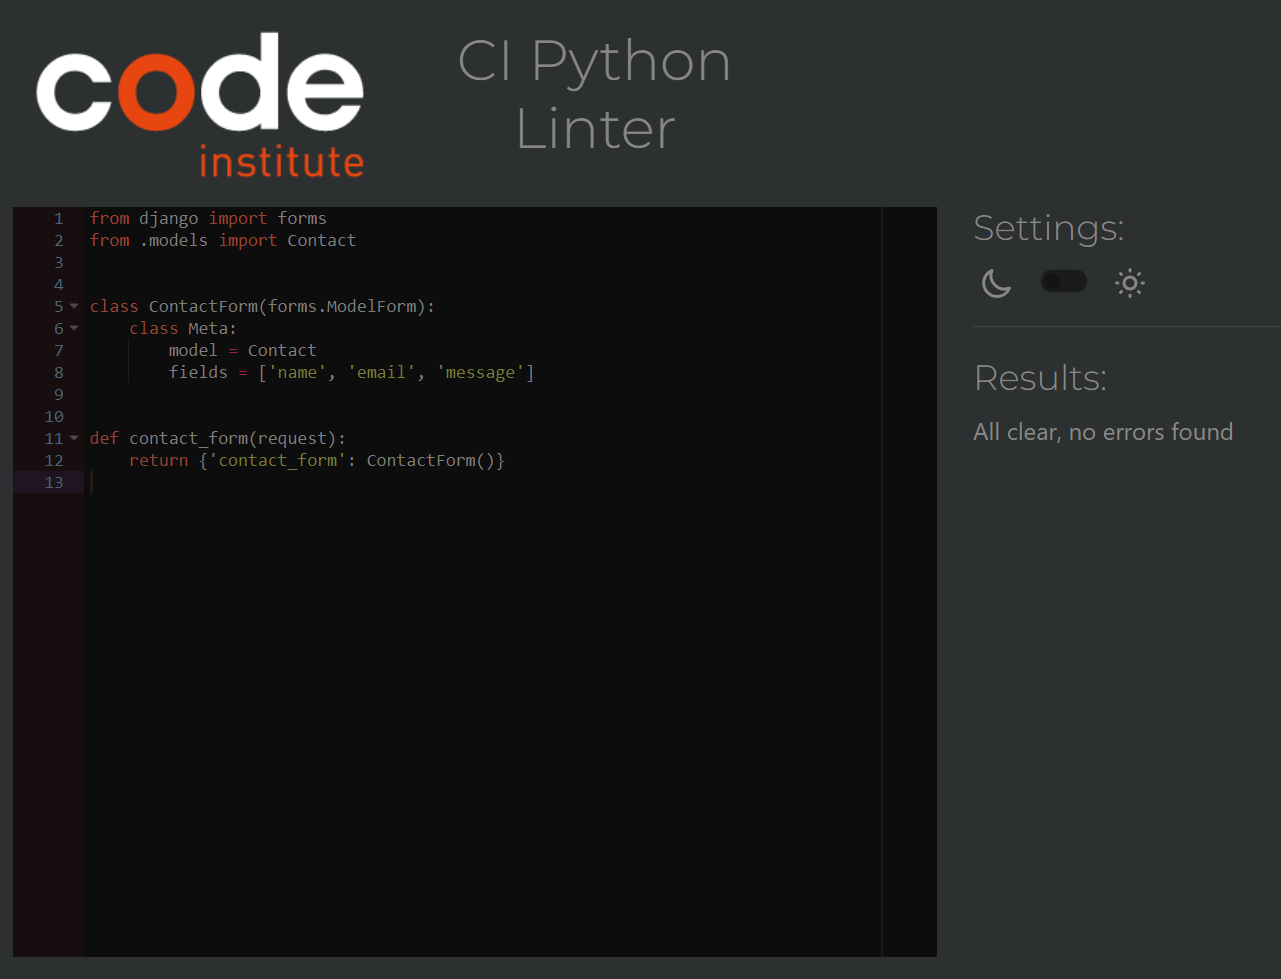 code
institute
CI Python
Linter
1 from django import forms
2 from .models import Contact
3
4
5 class ContactForm(forms.ModelForm):
6     class Meta:
7         model = Contact
8         fields = ['name', 'email', 'message']
9
10
11 def contact_form(request):
12     return {'contact_form': ContactForm()}
13
Settings:
Results:
All clear, no errors found